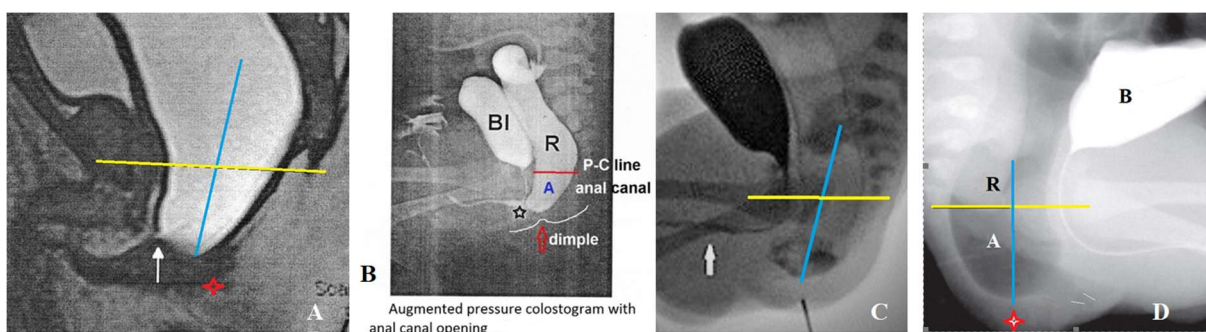 A
B
BI
R
P-C line
A
anal canal
dimple
Augmented pressure colostogram with
anal canal opening
C
B
R
A
D